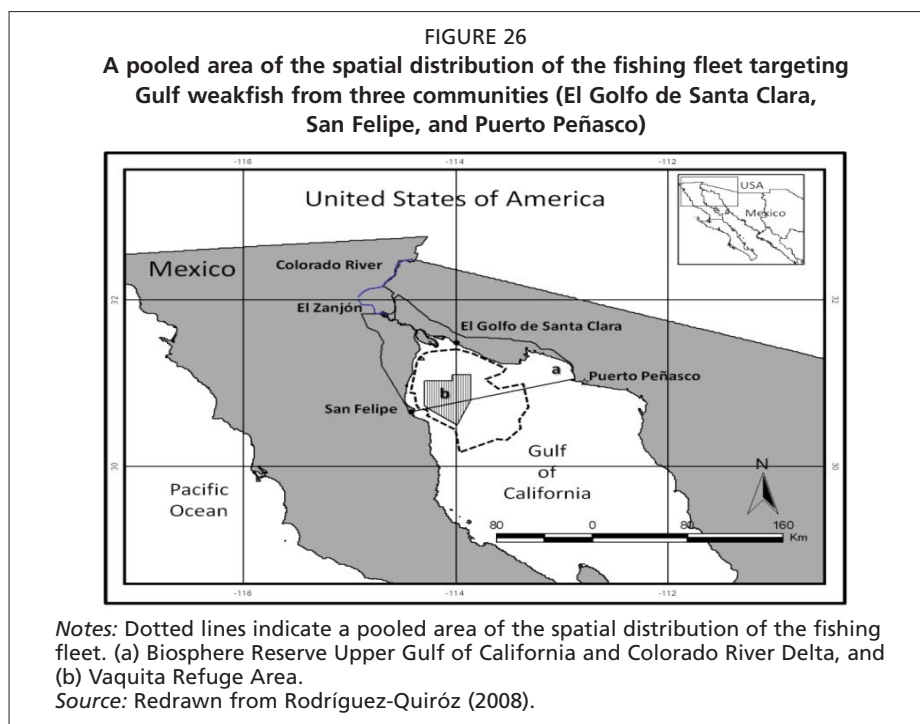 FIGURE 26
A pooled area of the spatial distribution of the fishing fleet targeting
Gulf weakfish from three communities (El Golfo de Santa Clara,
San Felipe, and Puerto Peñasco)
-116
-114
-112
United States of America
USA
Mexico
Mexico
Colorado River
32
32
El Zanjón
El Golfo de Santa Clara
a
Puerto Peñasco
b
San Felipe
Gulf
of
California
30
30
N
Pacific
Ocean
80
0
80
160
Km
-116
-114
-112
Notes: Dotted lines indicate a pooled area of the spatial distribution of the fishing
fleet. (a) Biosphere Reserve Upper Gulf of California and Colorado River Delta, and
(b) Vaquita Refuge Area.
Source: Redrawn from Rodríguez-Quiróz (2008).